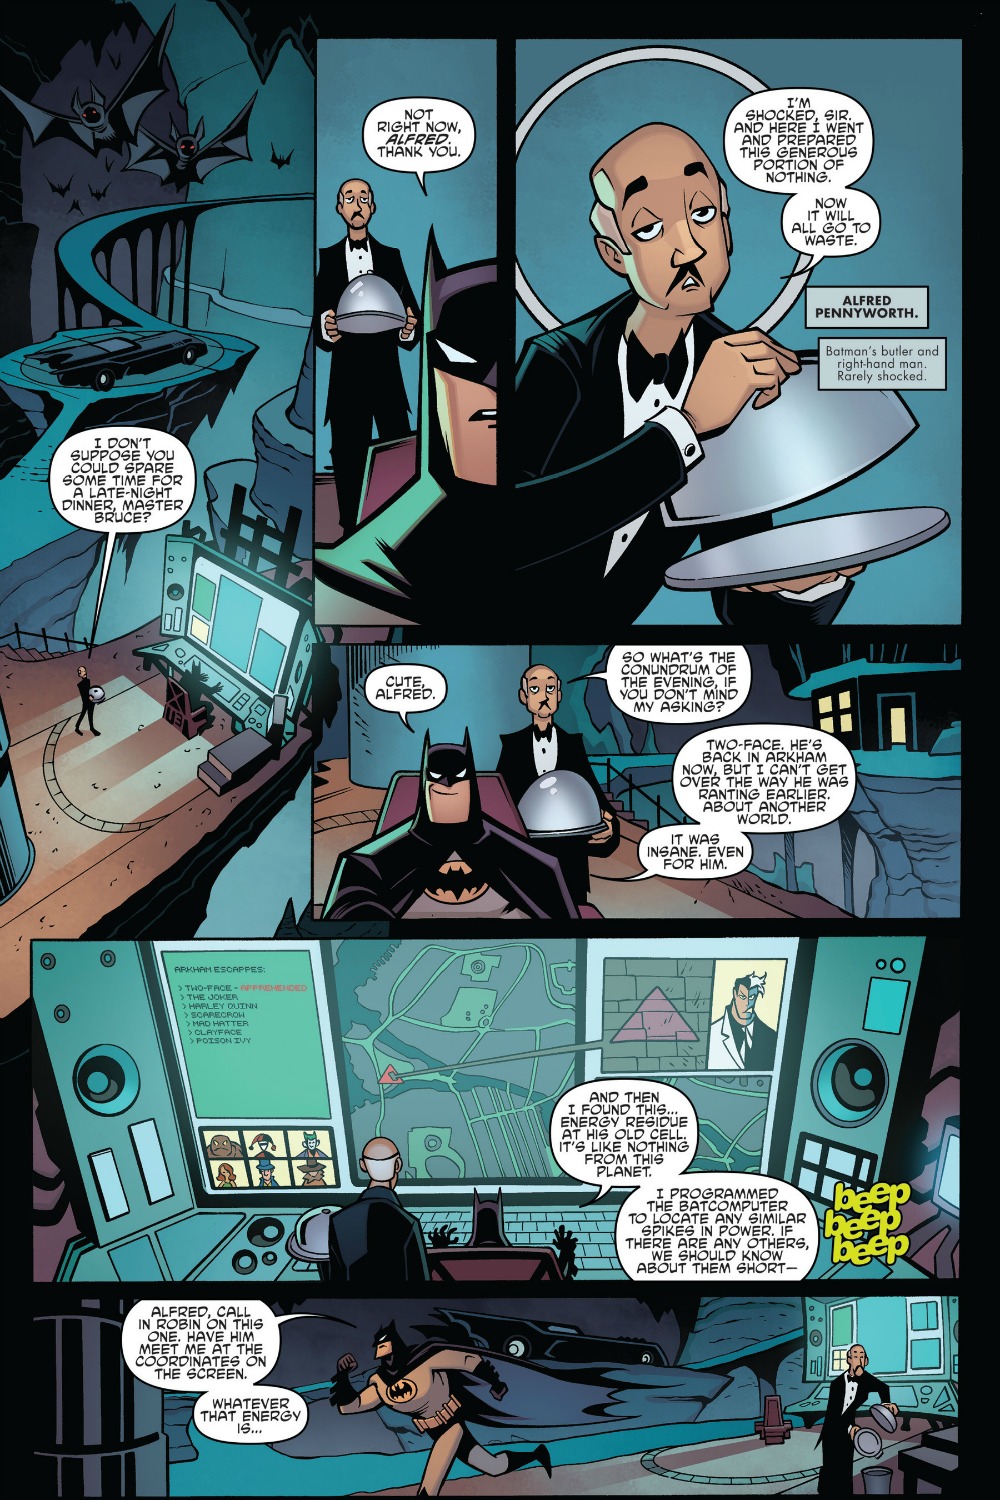 I DON'T
SUPPOSE YOU
COULD SPARE
SOME TIME FOR
A LATE-NIGHT
DINNER, MASTER
BRUCE?
NOT
RIGHT NOW,
ALFRED.
THANK YOU.
I'M
SHOCKED, SIR.
AND HERE I WENT
AND PREPARED
THIS GENEROUS
PORTION OF
NOTHING.
NOW
IT WILL
ALL GO TO
WASTE.
ALFRED
PENNYWORTH.
Batman's butler and
right-hand man.
Rarely shocked.
CUTE,
ALFRED.
SO WHAT'S THE
CONUNDRUM OF
THE EVENING, IF
YOU DON'T MIND
MY ASKING?
TWO-FACE. HE'S
BACK IN ARKHAM
NOW, BUT I CAN'T GET
OVER THE WAY HE WAS
RANTING EARLIER.
ABOUT ANOTHER
WORLD.
IT WAS
INSANE. EVEN
FOR HIM.
ARKHAM ESCAPPES:
> TWO-FACE - APPREHENDED
> THE JOKER
> HARLEY QUINN
> SCARECROW
> MAD HATTER
> CLAYFACE
> POISON IVY
B
AND THEN
I FOUND THIS...
ENERGY RESIDUE
AT HIS OLD CELL.
IT'S LIKE NOTHING
FROM THIS
PLANET.
I PROGRAMMED
THE BATCOMPUTER
TO LOCATE ANY SIMILAR
SPIKES IN POWER. IF
THERE ARE ANY OTHERS,
WE SHOULD KNOW
ABOUT THEM SHORT—
beep
beep
beep
ALFRED, CALL
IN ROBIN ON THIS
ONE. HAVE HIM
MEET ME AT THE
COORDINATES ON
THE SCREEN.
WHATEVER
THAT ENERGY
IS...